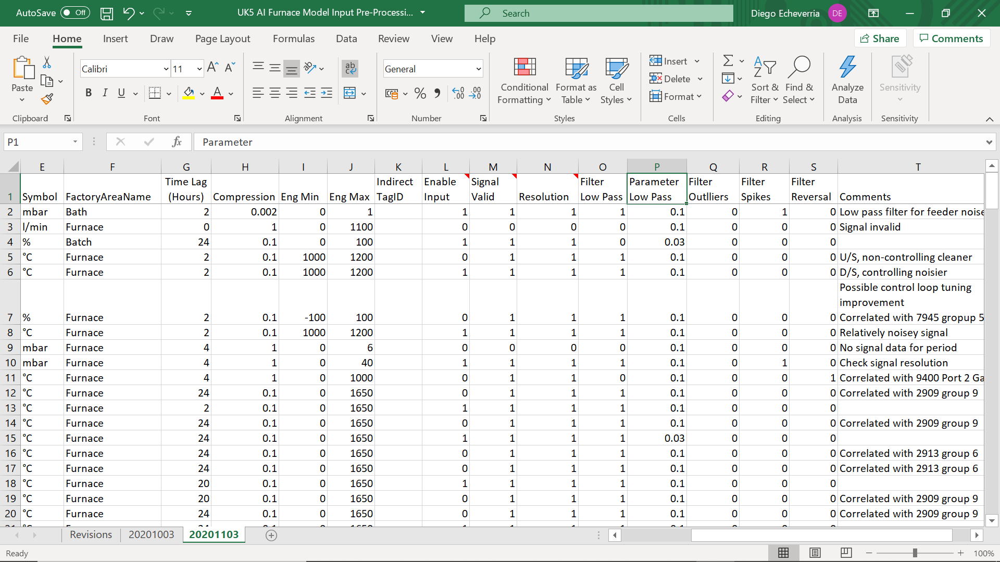 AutoSave Off UK5 AI Furnace Model Input Pre-Processi... Search Diego Echeverria DE
File Home Insert Draw Page Layout Formulas Data Review View Help Share Comments
Paste Calibri 11 B I U ab General % Conditional Formatting Format as Table Cell Styles Insert Delete Format Sort & Filter Find & Select Analyze Data Sensitivity
Clipboard Font Alignment Number Styles Cells Editing Analysis Sensitivity
P1 fx Parameter
E F G H I J K L M N O P Q R S T
Time Lag Indirect Enable Signal Filter Parameter Filter Filter Filter
1 Symbol FactoryAreaName (Hours) Compression Eng Min Eng Max TagID Input Valid Resolution Low Pass Low Pass Outlliers Spikes Reversal Comments
2 mbar Bath 2 0.002 0 1 1 1 1 1 0.1 0 1 0 Low pass filter for feeder noise
3 l/min Furnace 0 1 0 1100 0 0 0 0 0.1 0 0 0 Signal invalid
4 % Batch 24 0.1 0 100 1 1 1 0 0.03 0 0 0
5 °C Furnace 2 0.1 1000 1200 0 1 1 1 0.1 0 0 0 U/S, non-controlling cleaner
6 °C Furnace 2 0.1 1000 1200 1 1 1 1 0.1 0 0 0 D/S, controlling noisier
Possible control loop tuning
improvement
7 % Furnace 2 0.1 -100 100 0 1 1 1 0.1 0 0 0 Correlated with 7945 gropup 5
8 °C Furnace 2 0.1 1000 1200 1 1 1 1 0.1 0 0 0 Relatively noisey signal
9 mbar Furnace 4 1 0 6 0 0 0 0 0.1 0 0 0 No signal data for period
10 mbar Furnace 4 1 0 40 1 1 1 1 0.1 0 1 0 Check signal resolution
11 °C Furnace 4 1 0 1000 0 1 1 0 0.1 0 0 1 Correlated with 9400 Port 2 Ga
12 °C Furnace 24 0.1 0 1650 0 1 1 1 0.1 0 0 0 Correlated with 2909 group 9
13 °C Furnace 2 0.1 0 1650 1 1 1 1 0.1 0 0 0
14 °C Furnace 24 0.1 0 1650 0 1 1 1 0.1 0 0 0 Correlated with 2909 group 9
15 °C Furnace 24 0.1 0 1650 1 1 1 1 0.03 0 0 0
16 °C Furnace 24 0.1 0 1650 0 1 1 1 0.1 0 0 0 Correlated with 2913 group 6
17 °C Furnace 24 0.1 0 1650 0 1 1 1 0.1 0 0 0 Correlated with 2913 group 6
18 °C Furnace 20 0.1 0 1650 1 1 1 1 0.1 0 0 0
19 °C Furnace 20 0.1 0 1650 0 1 1 1 0.1 0 0 0 Correlated with 2909 group 9
20 °C Furnace 24 0.1 0 1650 0 1 1 1 0.1 0 0 0 Correlated with 2909 group 9
Revisions 20201003 20201103
Ready 100%